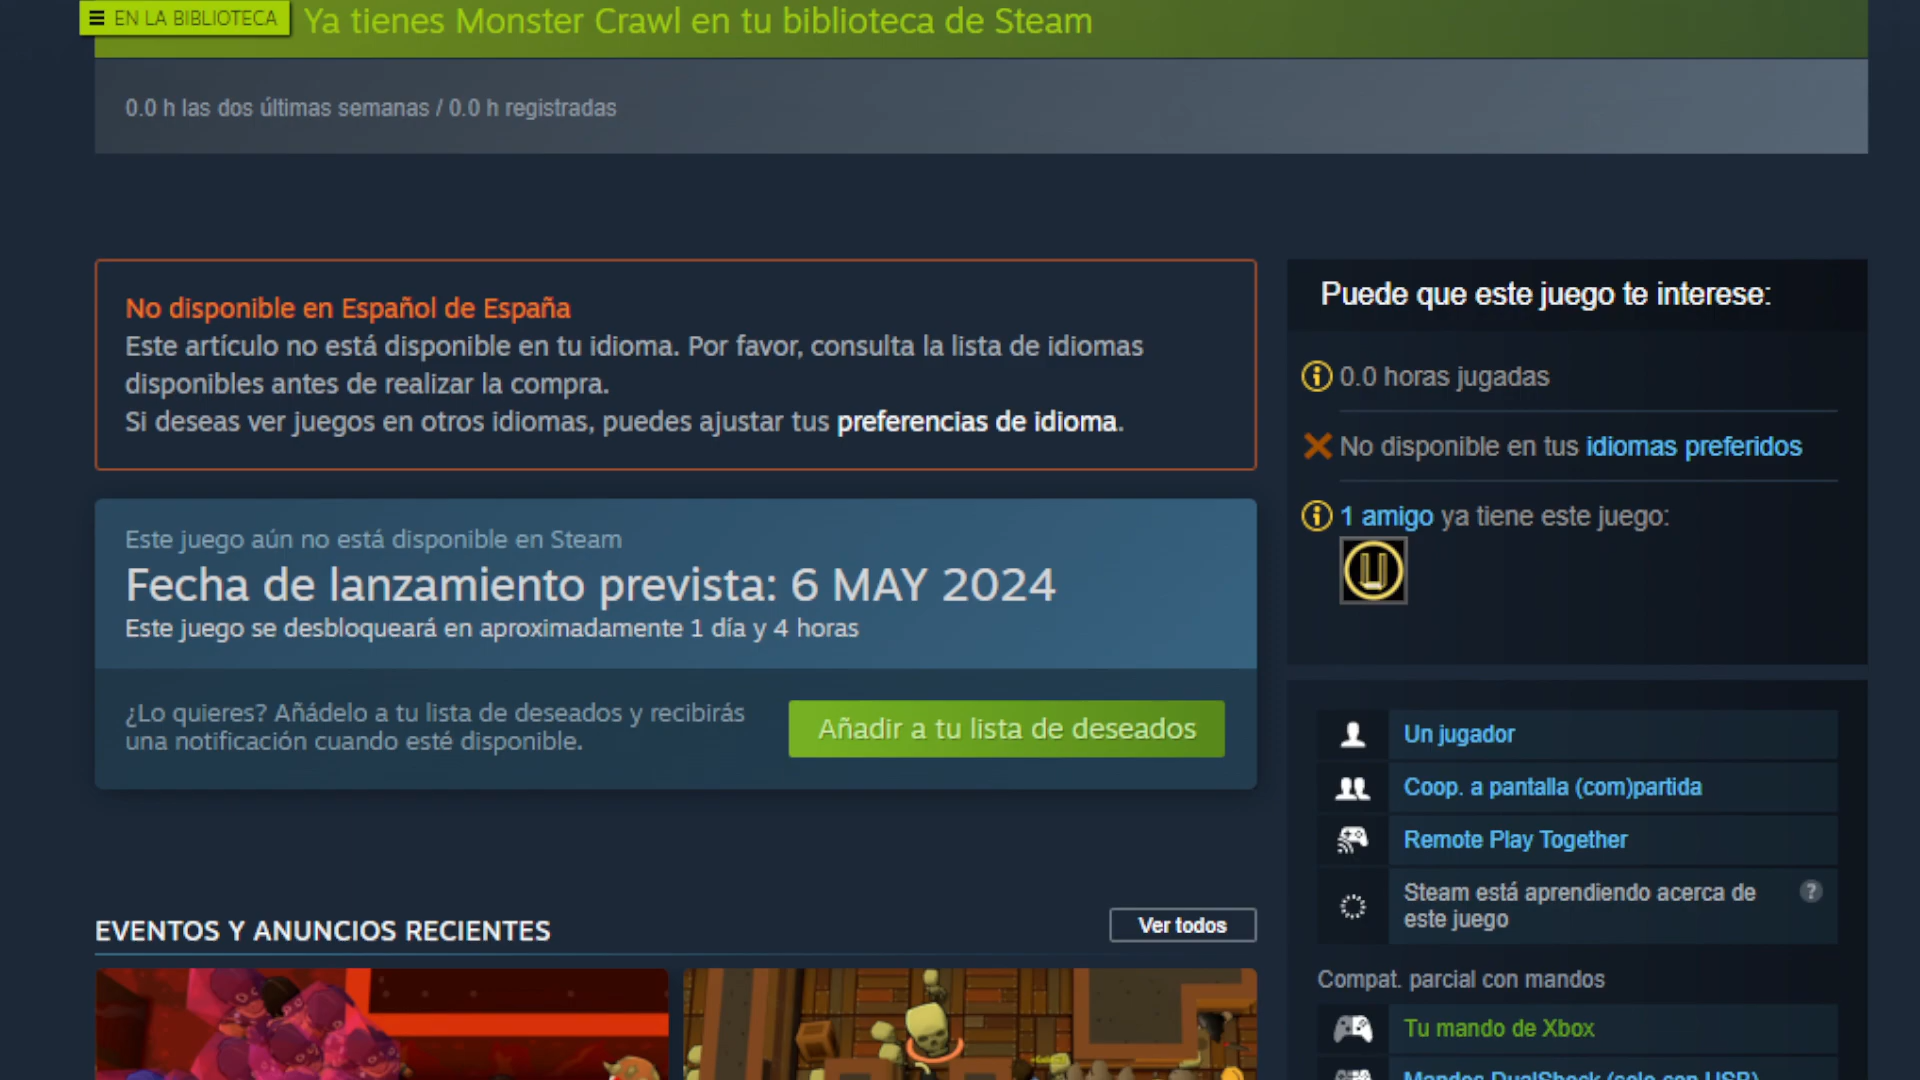 EN LA BIBLIOTECA
Ya tienes Monster Crawl en tu biblioteca de Steam
0.0 h las dos últimas semanas / 0.0 h registradas
No disponible en Español de España
Este artículo no está disponible en tu idioma. Por favor, consulta la lista de idiomas
disponibles antes de realizar la compra.
Si deseas ver juegos en otros idiomas, puedes ajustar tus preferencias de idioma.
Este juego aún no está disponible en Steam
Fecha de lanzamiento prevista: 6 MAY 2024
Este juego se desbloqueará en aproximadamente 1 día y 4 horas
¿Lo quieres? Añádelo a tu lista de deseados y recibirás
una notificación cuando esté disponible.
Añadir a tu lista de deseados
EVENTOS Y ANUNCIOS RECIENTES
Ver todos
Puede que este juego te interese:
0.0 horas jugadas
No disponible en tus idiomas preferidos
1 amigo ya tiene este juego:
Un jugador
Coop. a pantalla (com)partida
Remote Play Together
Steam está aprendiendo acerca de
este juego
?
Compat. parcial con mandos
Tu mando de Xbox
Mandos DualShock (solo con USB)